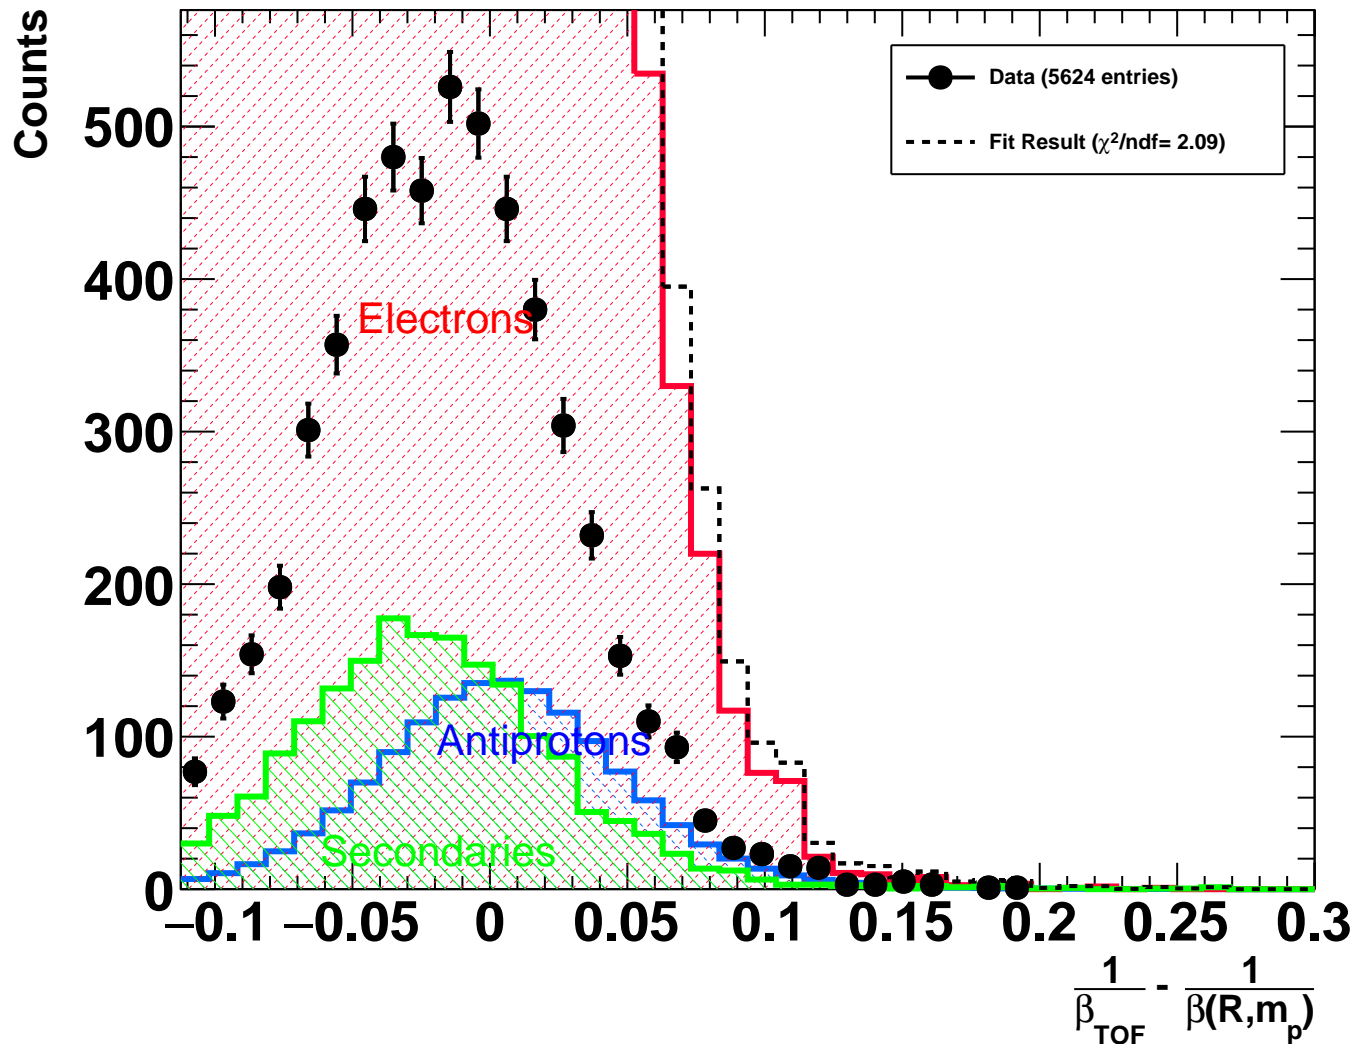 Counts
500
400
300
200
100
0
Data (5624 entries)
Fit Result (χ²/ndf= 2.09)
Electrons
Antiprotons
Secondaries
−0.1 −0.05 0 0.05 0.1 0.15 0.2 0.25 0.3
1/β_TOF - 1/β(R,m_p)